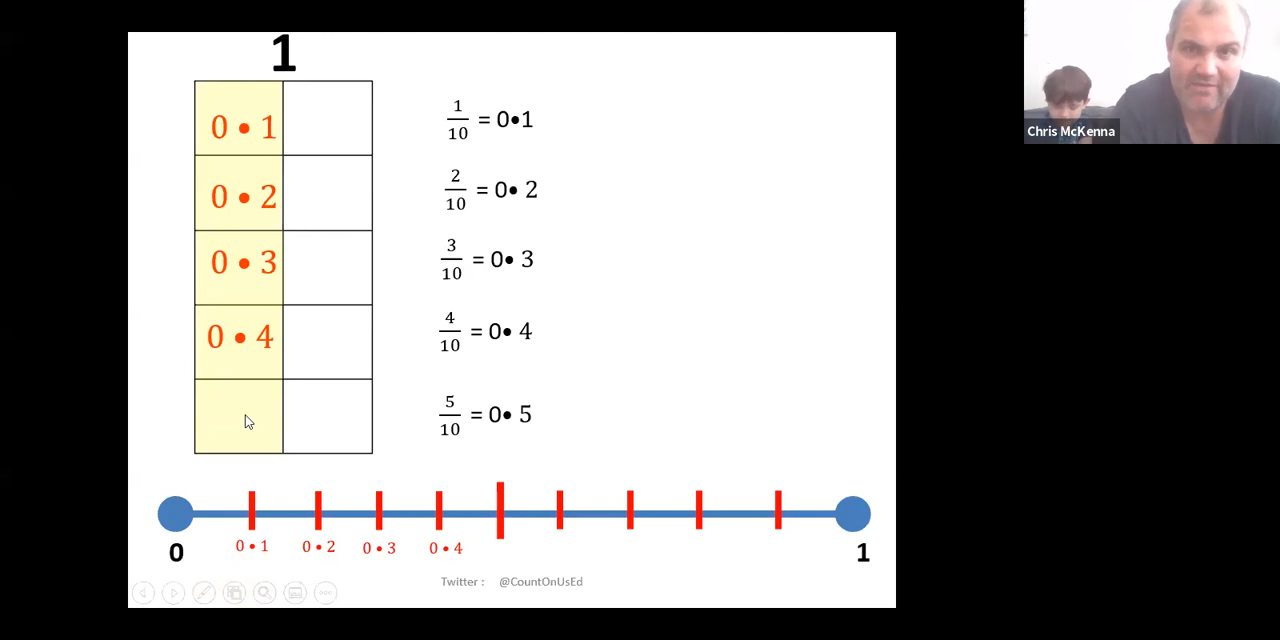 1
0 • 1
0 • 2
0 • 3
0 • 4
1/10 = 0•1
2/10 = 0• 2
3/10 = 0• 3
4/10 = 0• 4
5/10 = 0• 5
0 • 1
0 • 2
0 • 3
0 • 4
0
1
Twitter : @CountOnUsEd
Chris McKenna